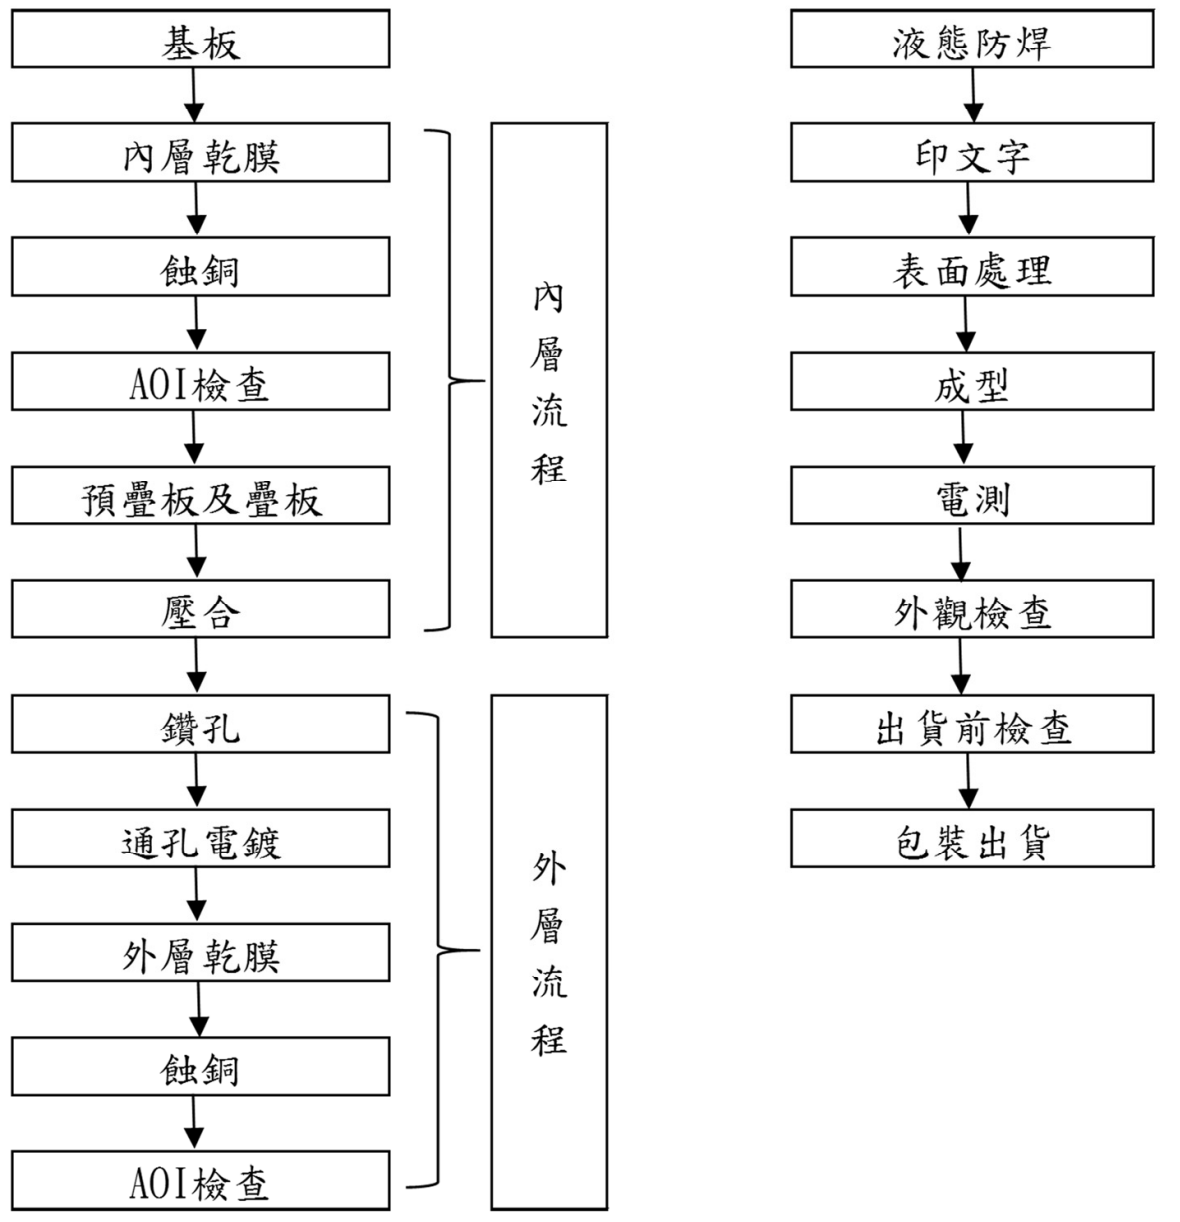 基板
內層乾膜
蝕銅
AOI檢查
預疊板及疊板
壓合
內層流程
鑽孔
通孔電鍍
外層乾膜
蝕銅
AOI檢查
外層流程
液態防焊
印文字
表面處理
成型
電測
外觀檢查
出貨前檢查
包裝出貨